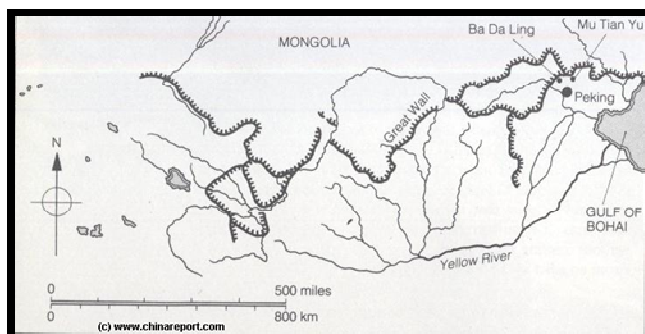 MONGOLIA
Ba Da Ling
Mu Tian Yu
Peking
Great Wall
N
GULF OF
BOHAI
Yellow River
0 500 miles
0 800 km
(c) www.chinareport.com